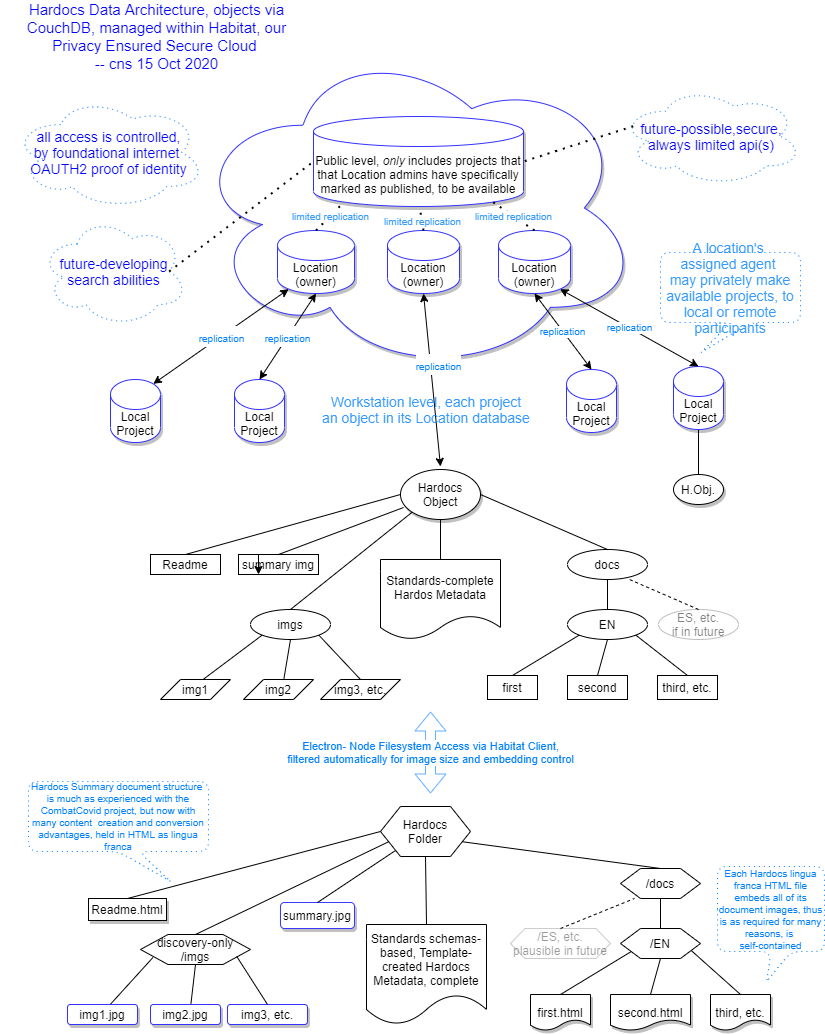 Hardocs Data Architecture, objects via
CouchDB, managed within Habitat, our
Privacy Ensured Secure Cloud
-- cns 15 Oct 2020
all access is controlled,
by foundational internet
OAUTH2 proof of identity
future-possible,secure,
always limited api(s)
Public level, only includes projects that
that Location admins have specifically
marked as published, to be available
limited replication
limited replication
limited replication
future-developing
search abilities
Location
(owner)
Location
(owner)
Location
(owner)
A location's
assigned agent
may privately make
available projects, to
local or remote
participants
replication
replication
replication
replication
replication
Local
Project
Local
Project
Workstation level, each project
an object in its Location database
Local
Project
Local
Project
Hardocs
Object
H.Obj.
Readme
summary img
Standards-complete
Hardos Metadata
docs
imgs
EN
ES, etc.
if in future
img1
img2
img3, etc
first
second
third, etc.
Electron- Node Filesystem Access via Habitat Client,
filtered automatically for image size and embedding control
Hardocs Summary document structure
is much as experienced with the
CombatCovid project, but now with
many content creation and conversion
advantages, held in HTML as lingua
franca
Hardocs
Folder
Readme.html
summary.jpg
/docs
Each Hardocs lingua
franca HTML file
embeds all of its
document images, thus
is as required for many
reasons, is
self-contained
discovery-only
/imgs
Standards schemas-
based, Template-
created Hardocs
Metadata, complete
/ES, etc.
plausible in future
/EN
img1.jpg
img2.jpg
img3, etc.
first.html
second.html
third, etc.